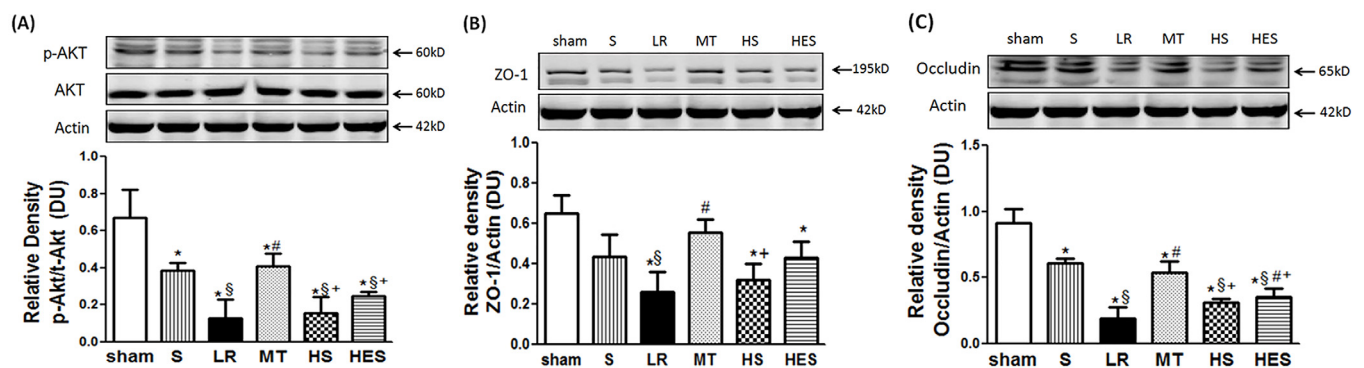 (A)
p-AKT
60kD
AKT
60kD
Actin
42kD
Relative Density
p-Akt/t-Akt (DU)
1.0
0.8
0.6
0.4
0.2
0.0
*
*§
*#
*§+
*§+
sham S LR MT HS HES
(B)
sham S LR MT HS HES
ZO-1
195kD
Actin
42kD
Relative density
ZO-1/Actin (DU)
1.0
0.8
0.6
0.4
0.2
0.0
*§
#
*+
*
sham S LR MT HS HES
(C)
sham S LR MT HS HES
Occludin
65kD
Actin
42kD
Relative density
Occludin/Actin (DU)
1.5
1.0
0.5
0.0
*
*§
*#
*§+
*§#+
sham S LR MT HS HES